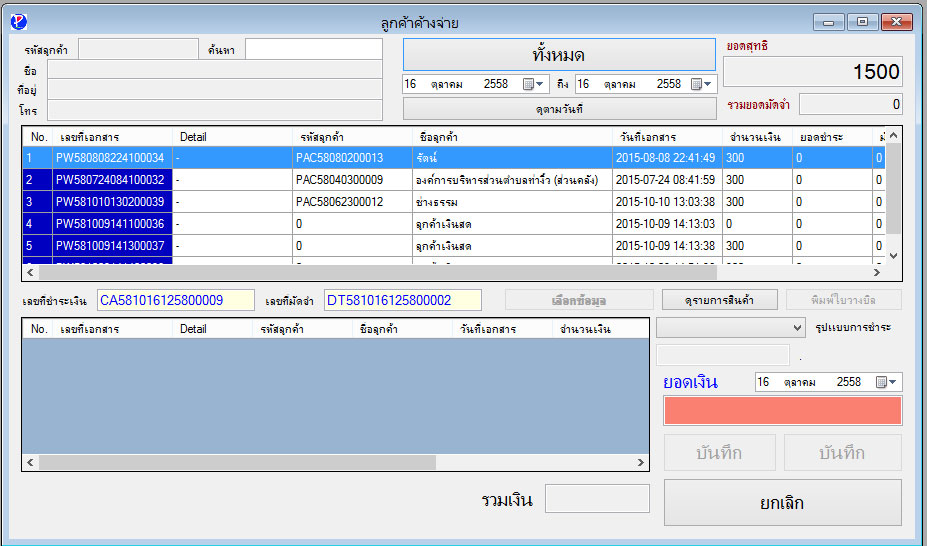 ลูกค้าค้างจ่าย
รหัสลูกค้า ค้นหา ทั้งหมด ยอดสุทธิ
ชื่อ 1500
ที่อยู่ 16 ตุลาคม 2558 ถึง 16 ตุลาคม 2558
โทร ดูตามวันที่ รวมยอดมัดจำ 0
No. เลขที่เอกสาร Detail รหัสลูกค้า ชื่อลูกค้า วันที่เอกสาร จำนวนเงิน ยอดชำระ
1 PW580808224100034 - PAC58080200013 รัตน์ 2015-08-08 22:41:49 300 0 0
2 PW580724084100032 - PAC58040300009 องค์การบริหารส่วนตำบลท่างิ้ว (ส่วนคลัง) 2015-07-24 08:41:59 300 0 0
3 PW581010130200039 - PAC58062300012 ช่างธรรม 2015-10-10 13:03:38 300 0 0
4 PW581009141100036 - 0 ลูกค้าเงินสด 2015-10-09 14:13:03 0 0 0
5 PW581009141300037 - 0 ลูกค้าเงินสด 2015-10-09 14:13:38 300 0 0
เลขที่ชำระเงิน CA581016125800009 เลขที่มัดจำ DT581016125800002 เลือกข้อมูล ดูรายการสินค้า พิมพ์ใบวางบิล
No. เลขที่เอกสาร Detail รหัสลูกค้า ชื่อลูกค้า วันที่เอกสาร จำนวนเงิน รูปแบบการชำระ
.
ยอดเงิน 16 ตุลาคม 2558
บันทึก บันทึก
รวมเงิน ยกเลิก